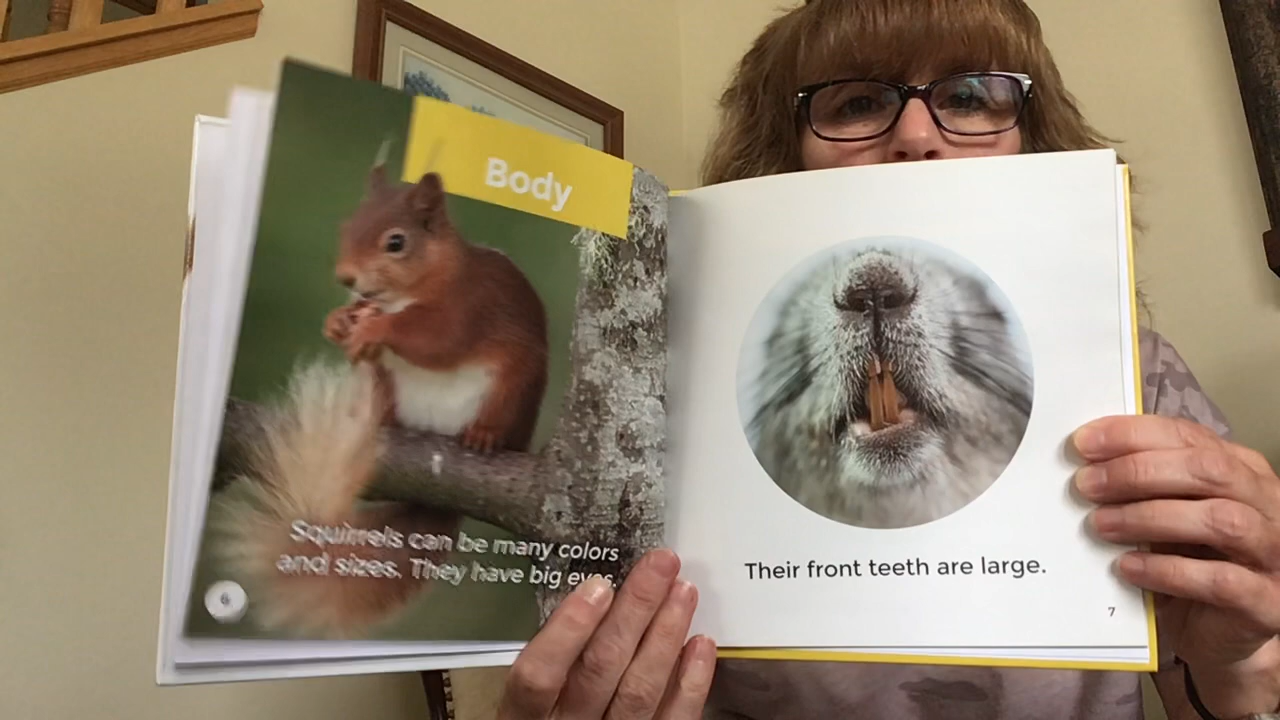 Body
Squirrels can be many colors
and sizes. They have big eyes.
6
Their front teeth are large.
7